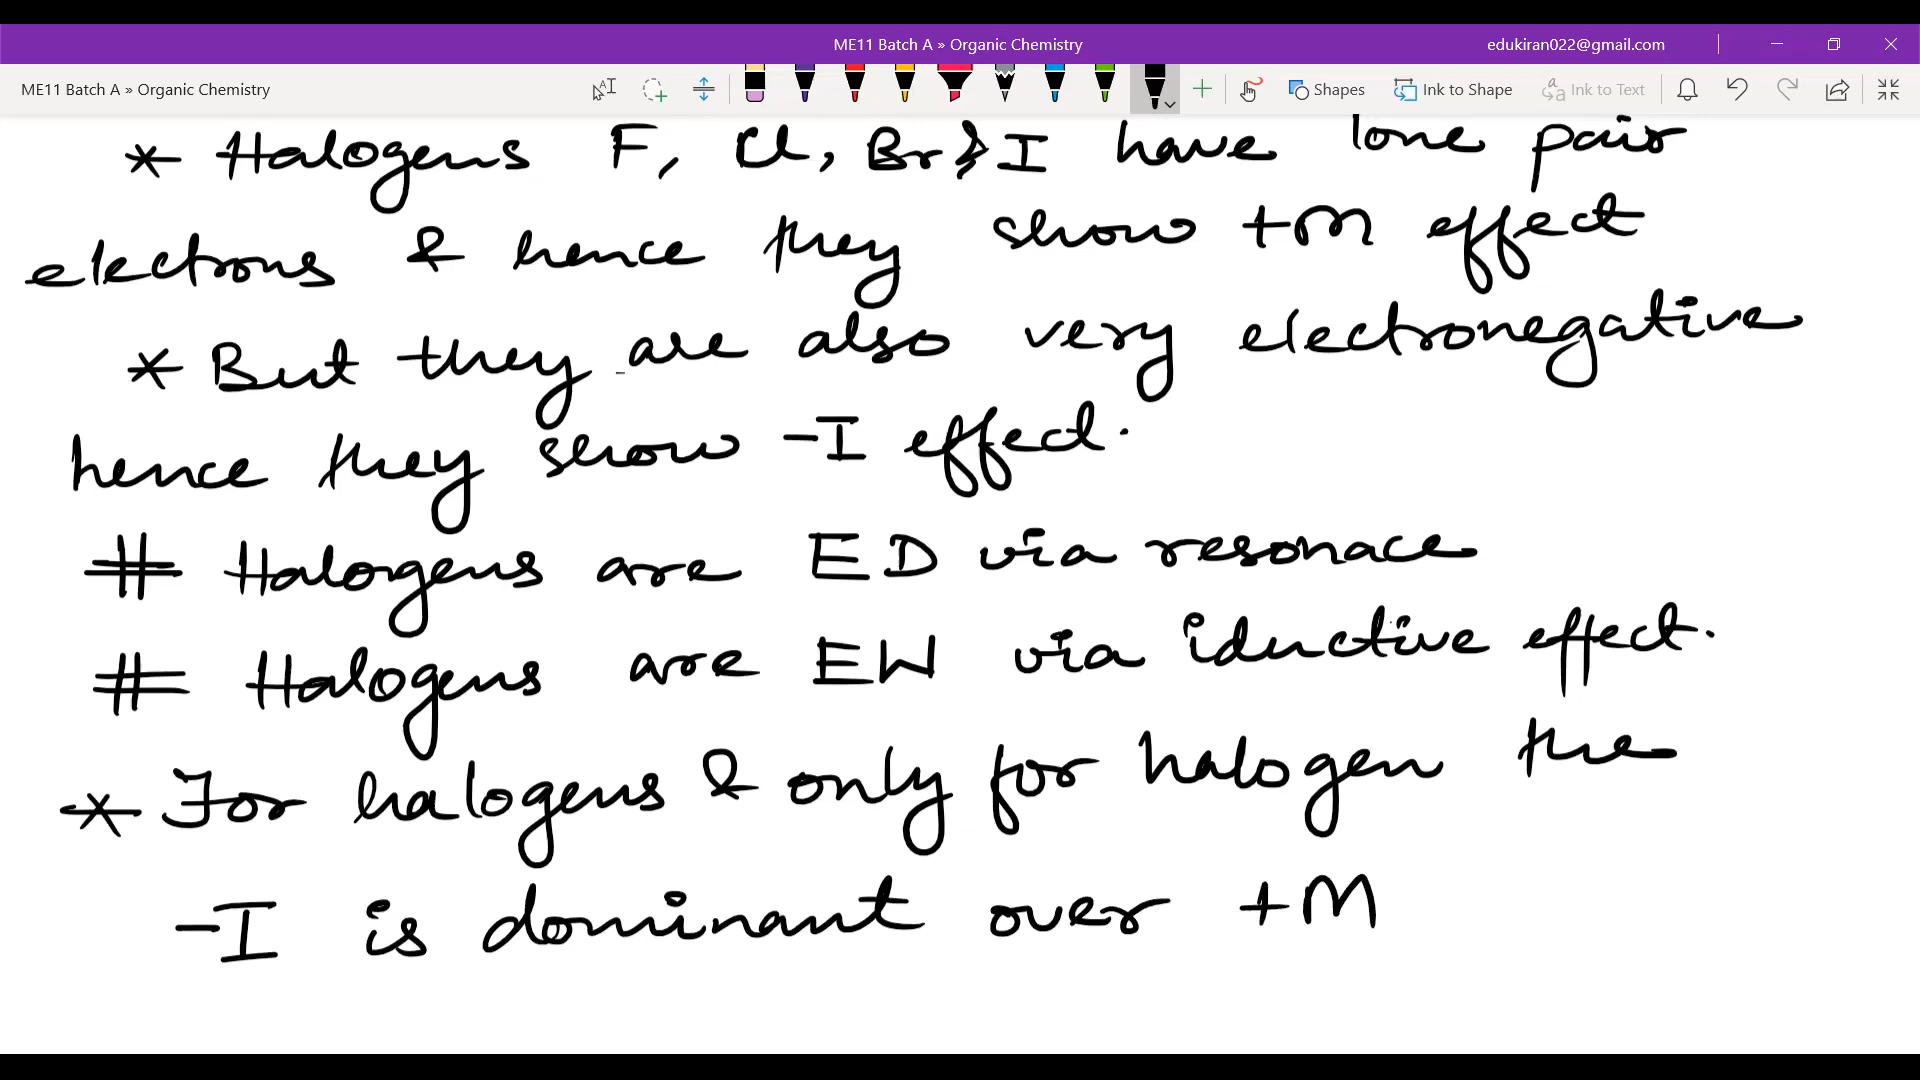 ME11 Batch A » Organic Chemistry
edukiran022@gmail.com
ME11 Batch A » Organic Chemistry
Shapes
Ink to Shape
Ink to Text
* Halogens F, Cl, Br & I have lone pair
electrons & hence they show +M effect
* But they are also very electronegative
hence they show -I effect.
# Halogens are ED via resonace
# Halogens are EW via iductive effect.
* For halogens & only for halogen the
-I is dominant over +M